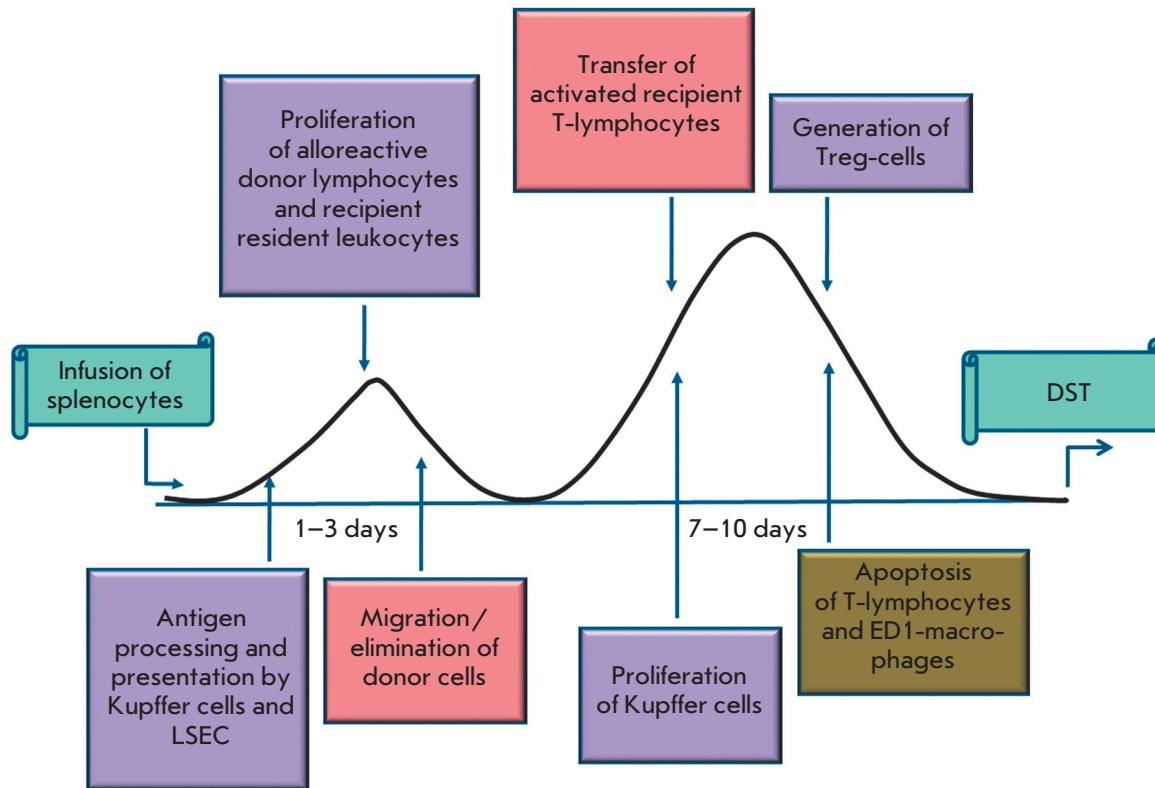 Infusion of
splenocytes
Proliferation
of alloreactive
donor lymphocytes
and recipient
resident leukocytes
Transfer of
activated recipient
T-lymphocytes
Generation of
Treg-cells
DST
1–3 days
7–10 days
Antigen
processing and
presentation by
Kupffer cells and
LSEC
Migration/
elimination of
donor cells
Proliferation
of Kupffer cells
Apoptosis
of T-lymphocytes
and ED1-macro-
phages